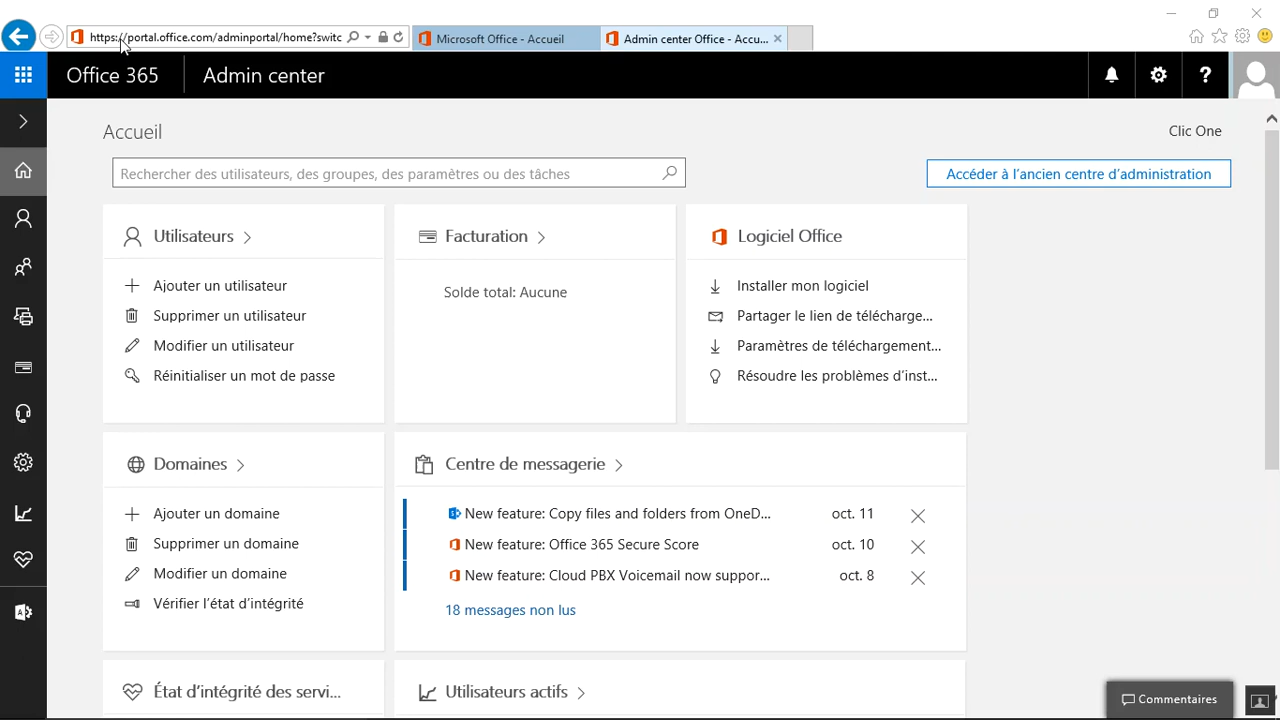 https://portal.office.com/adminportal/home?switc
Microsoft Office - Accueil
Admin center Office - Accu...
Office 365
Admin center
?
Accueil
Clic One
Rechercher des utilisateurs, des groupes, des paramètres ou des tâches
Accéder à l'ancien centre d'administration
Utilisateurs
Ajouter un utilisateur
Supprimer un utilisateur
Modifier un utilisateur
Réinitialiser un mot de passe
Facturation
Solde total: Aucune
Logiciel Office
Installer mon logiciel
Partager le lien de télécharge...
Paramètres de téléchargement...
Résoudre les problèmes d'inst...
Domaines
Ajouter un domaine
Supprimer un domaine
Modifier un domaine
Vérifier l'état d'intégrité
Centre de messagerie
New feature: Copy files and folders from OneD... oct. 11
New feature: Office 365 Secure Score oct. 10
New feature: Cloud PBX Voicemail now suppor... oct. 8
18 messages non lus
État d'intégrité des servi...
Utilisateurs actifs
Commentaires